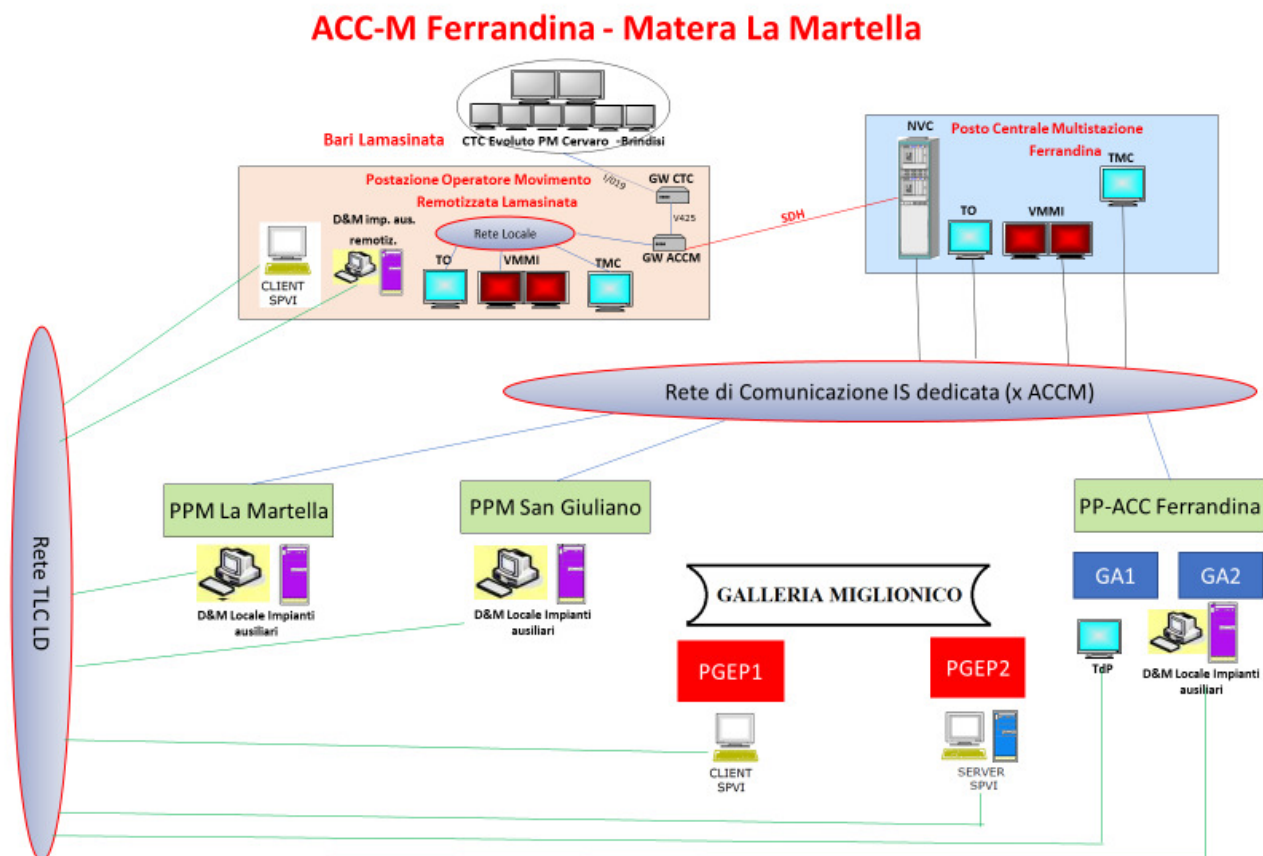 ACC-M Ferrandina - Matera La Martella
CTC Evoluto PM Cervaro -Brindisi
Bari Lamasinata
I/019
Postazione Operatore Movimento
Remotizzata Lamasinata
GW CTC
V425
GW ACCM
D&M imp. aus.
remotiz.
Rete Locale
CLIENT
SPVI
TO
VMMI
TMC
SDH
NVC
Posto Centrale Multistazione
Ferrandina
TMC
TO
VMMI
Rete di Comunicazione IS dedicata (x ACCM)
Rete TLC LD
PPM La Martella
D&M Locale Impianti
ausiliari
PPM San Giuliano
D&M Locale Impianti
ausiliari
PP-ACC Ferrandina
GA1
GA2
TdP
D&M Locale Impianti
ausiliari
GALLERIA MIGLIONICO
PGEP1
PGEP2
CLIENT
SPVI
SERVER
SPVI